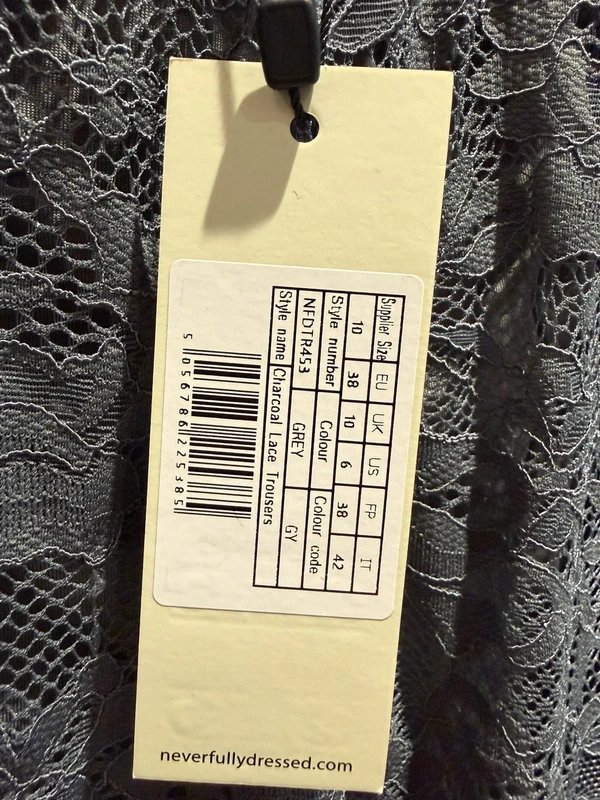 Supplier Size EU UK US FP IT
10 38 10 6 38 42
Style number Colour Colour code
NFDTR453 GREY GY
Style name Charcoal Lace Trousers
5 056786 225385
neverfullydressed.com